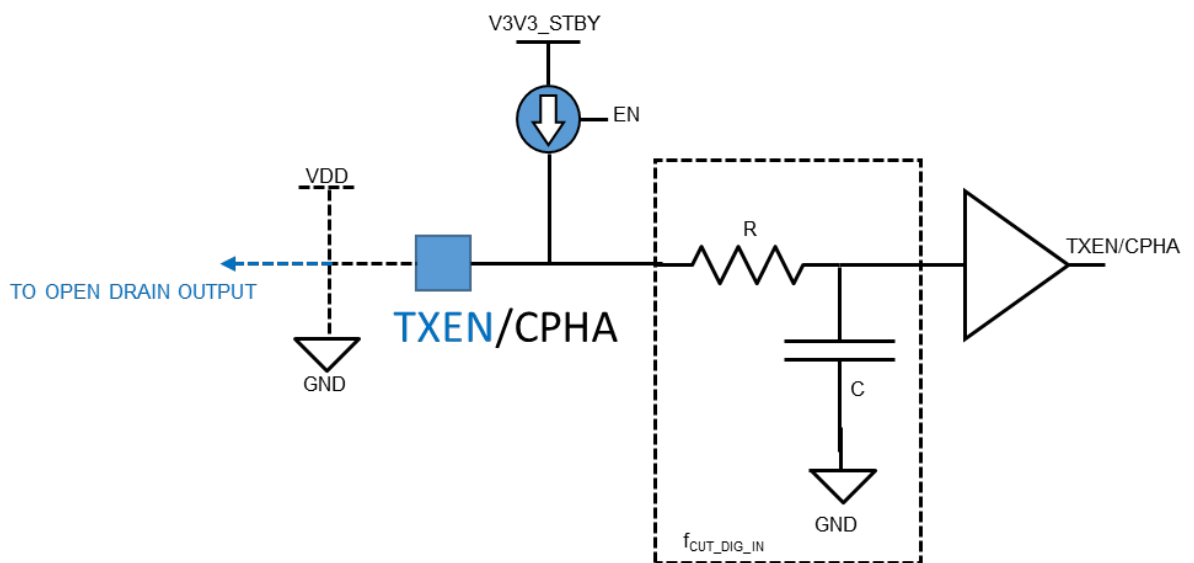 V3V3_STBY
EN
VDD
R
TXEN/CPHA
TO OPEN DRAIN OUTPUT
TXEN/CPHA
GND
C
GND
fCUT_DIG_IN